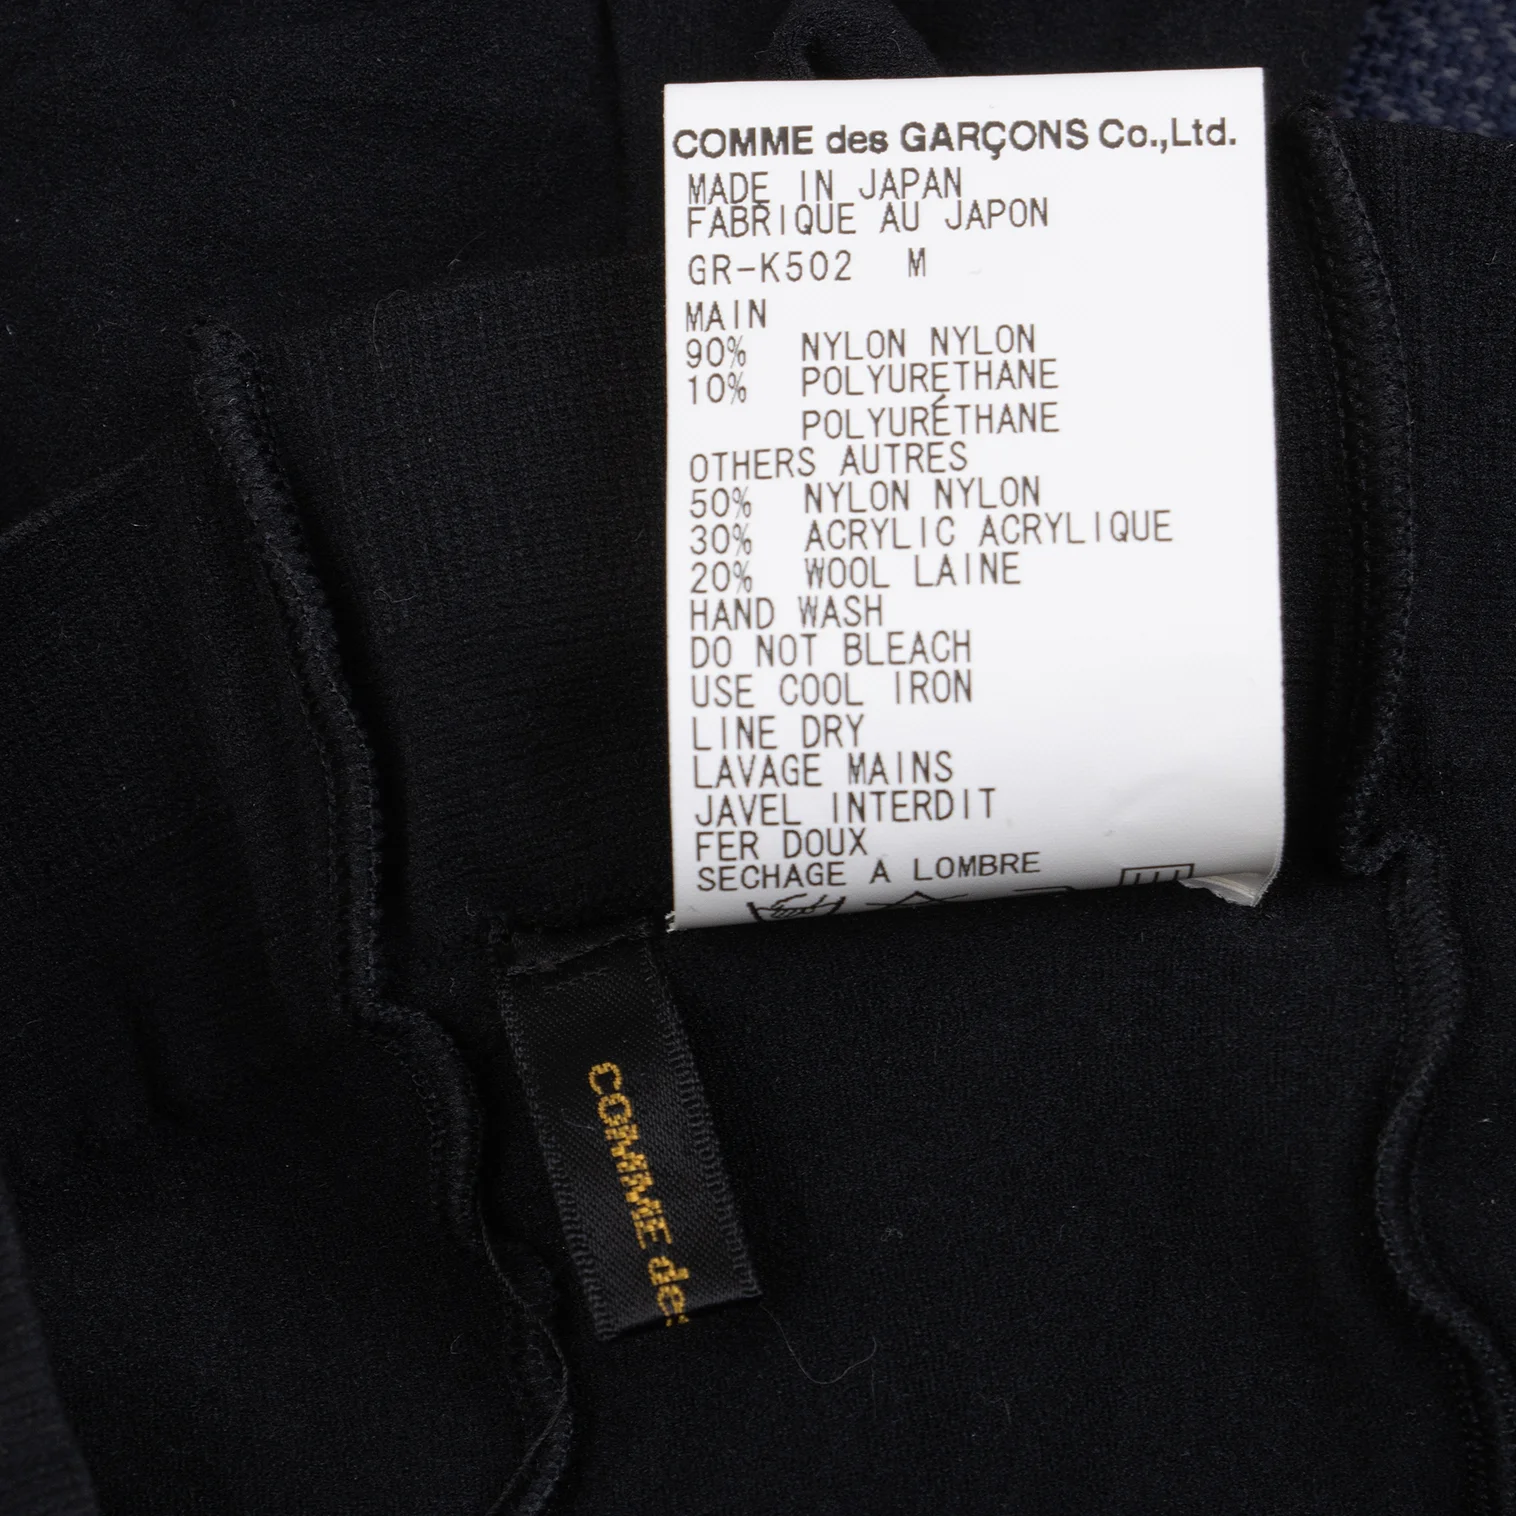 COMME des GARÇONS Co.,Ltd.
MADE IN JAPAN
FABRIQUE AU JAPON
GR-K502 M
MAIN
90% NYLON NYLON
10% POLYURETHANE
POLYURÉTHANE
OTHERS AUTRES
50% NYLON NYLON
30% ACRYLIC ACRYLIQUE
20% WOOL LAINE
HAND WASH
DO NOT BLEACH
USE COOL IRON
LINE DRY
LAVAGE MAINS
JAVEL INTERDIT
FER DOUX
SECHAGE A LOMBRE
COMME des